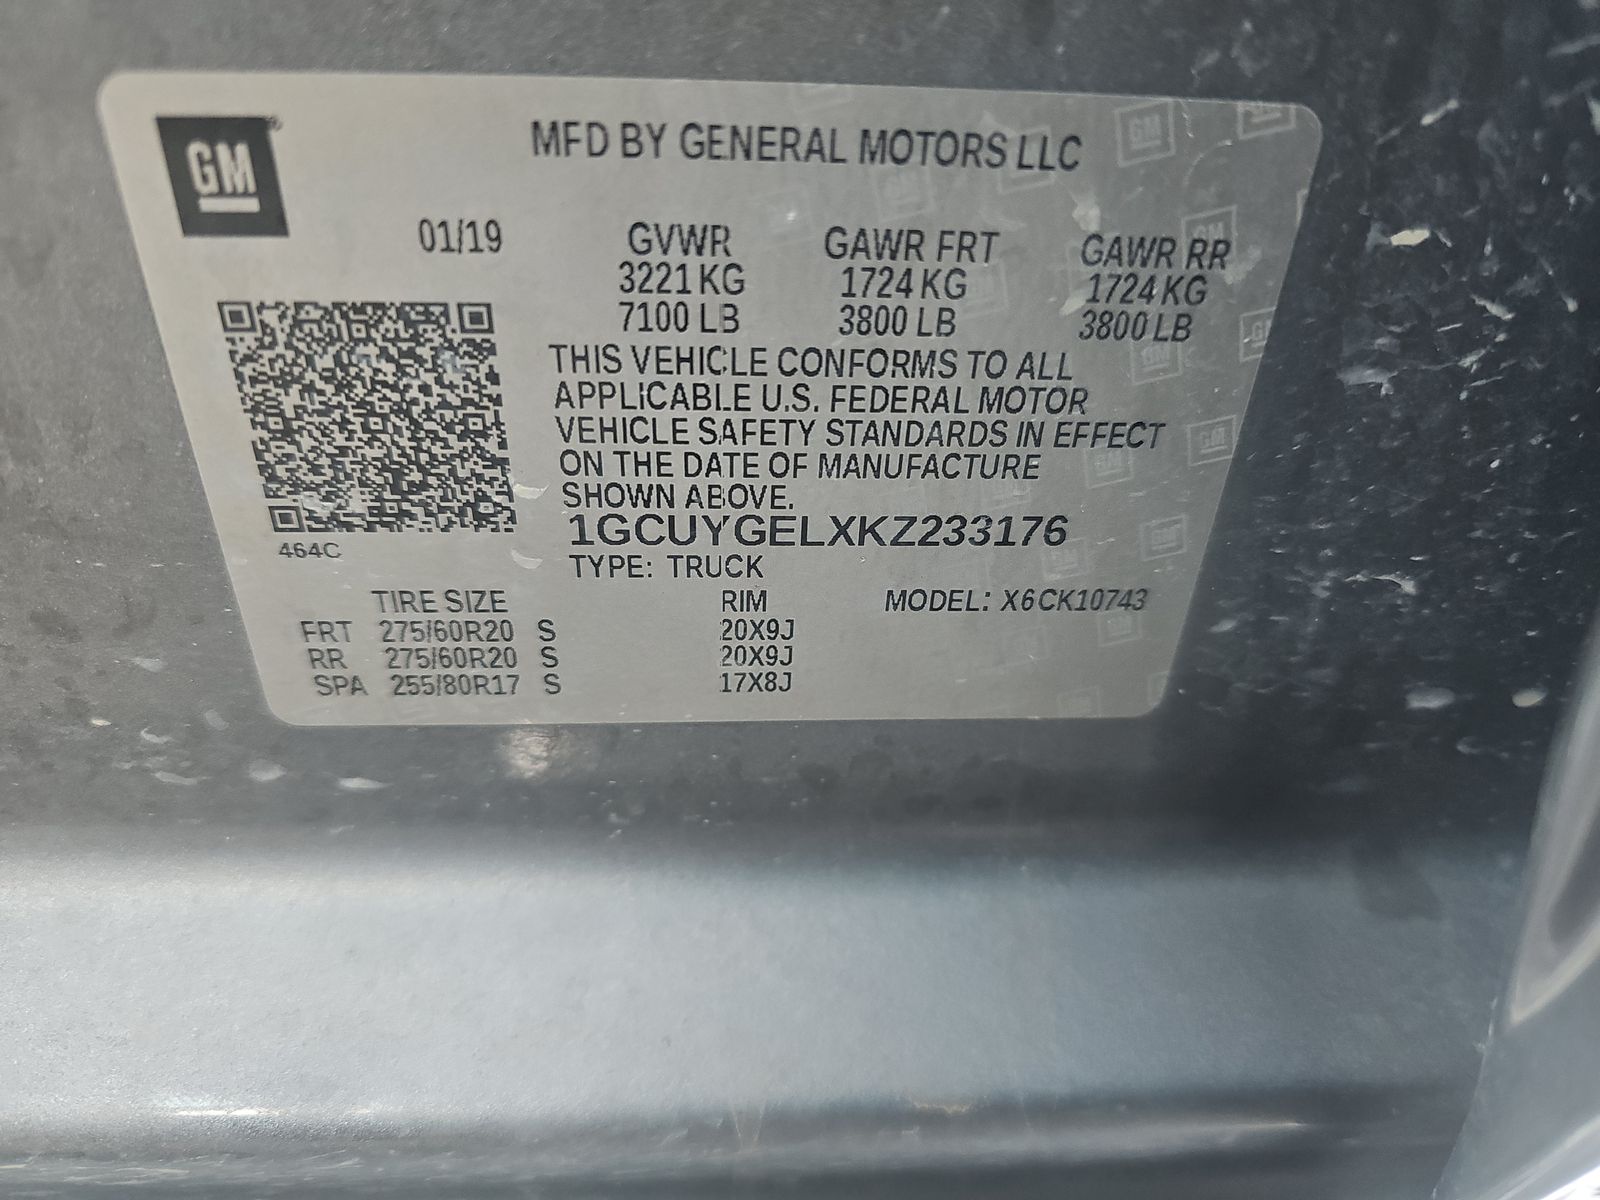 GM
MFD BY GENERAL MOTORS LLC
01/19 GVWR GAWR FRT GAWR RR
3221 KG 1724 KG 1724 KG
7100 LB 3800 LB 3800 LB
THIS VEHICLE CONFORMS TO ALL
APPLICABLE U.S. FEDERAL MOTOR
VEHICLE SAFETY STANDARDS IN EFFECT
ON THE DATE OF MANUFACTURE
SHOWN ABOVE.
1GCUYGELXKZ233176
464C
TYPE: TRUCK
TIRE SIZE RIM MODEL: X6CK10743
FRT 275/60R20 S 20X9J
RR 275/60R20 S 20X9J
SPA 255/80R17 S 17X8J